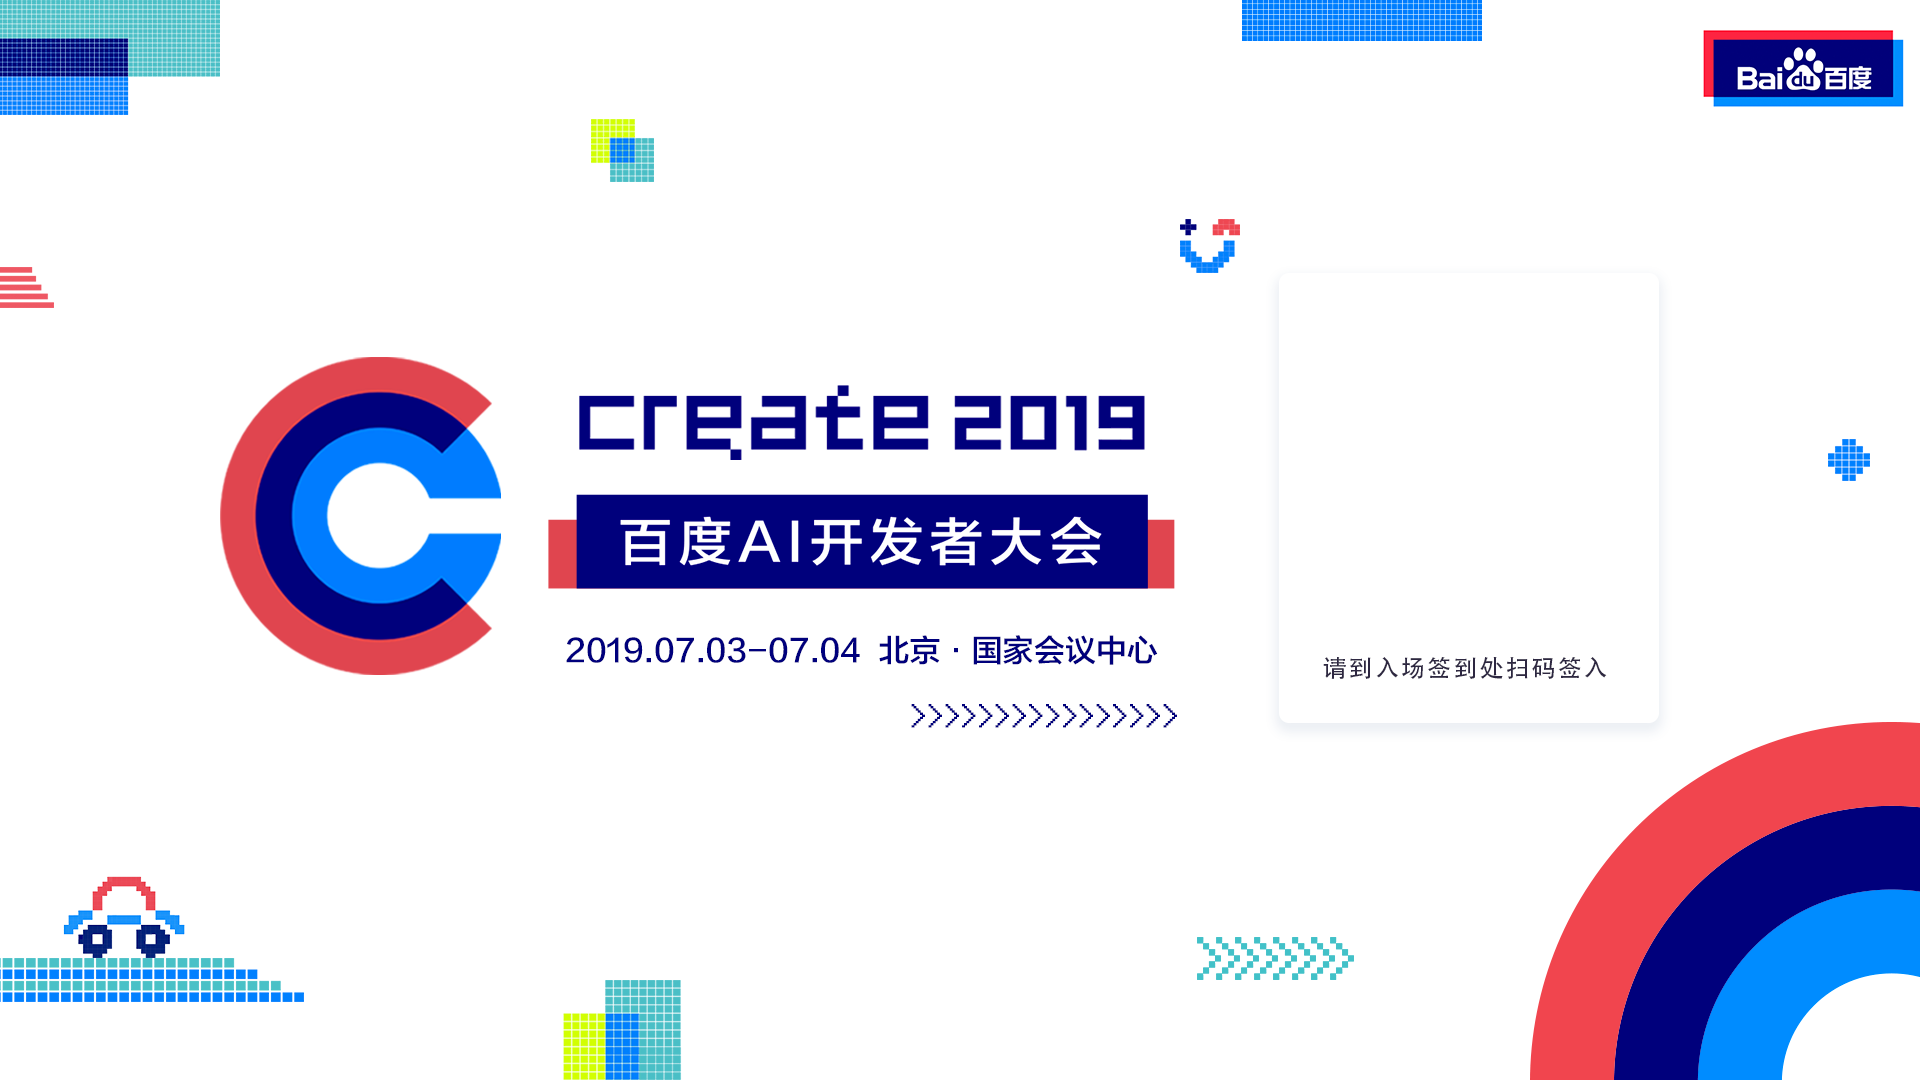 Baidu百度
create 2019
百度AI开发者大会
2019.07.03-07.04 北京·国家会议中心
请到入场签到处扫码签入